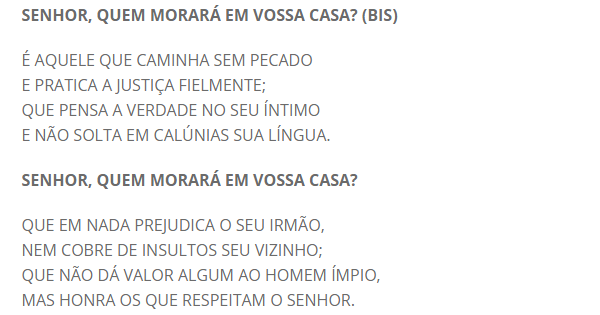 SENHOR, QUEM MORARÁ EM VOSSA CASA? (BIS)
É AQUELE QUE CAMINHA SEM PECADO
E PRATICA A JUSTIÇA FIELMENTE;
QUE PENSA A VERDADE NO SEU ÍNTIMO
E NÃO SOLTA EM CALÚNIAS SUA LÍNGUA.
SENHOR, QUEM MORARÁ EM VOSSA CASA?
QUE EM NADA PREJUDICA O SEU IRMÃO,
NEM COBRE DE INSULTOS SEU VIZINHO;
QUE NÃO DÁ VALOR ALGUM AO HOMEM ÍMPIO,
MAS HONRA OS QUE RESPEITAM O SENHOR.